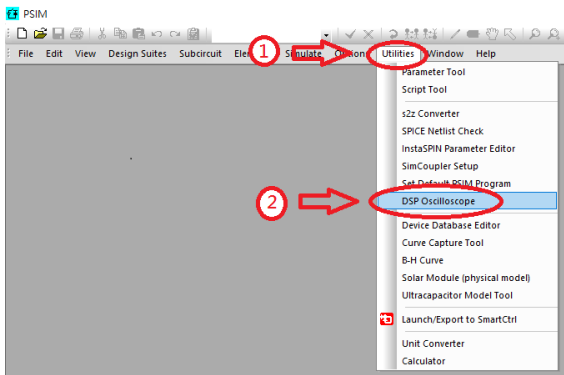 PSIM
File Edit View Design Suites Subcircuit Simulate Utilities Window Help
1
Parameter Tool
Script Tool
s2z Converter
SPICE Netlist Check
InstaSPIN Parameter Editor
SimCoupler Setup
Set Default PSIM Program
2
DSP Oscilloscope
Device Database Editor
Curve Capture Tool
B-H Curve
Solar Module (physical model)
Ultracapacitor Model Tool
Launch/Export to SmartCtrl
Unit Converter
Calculator